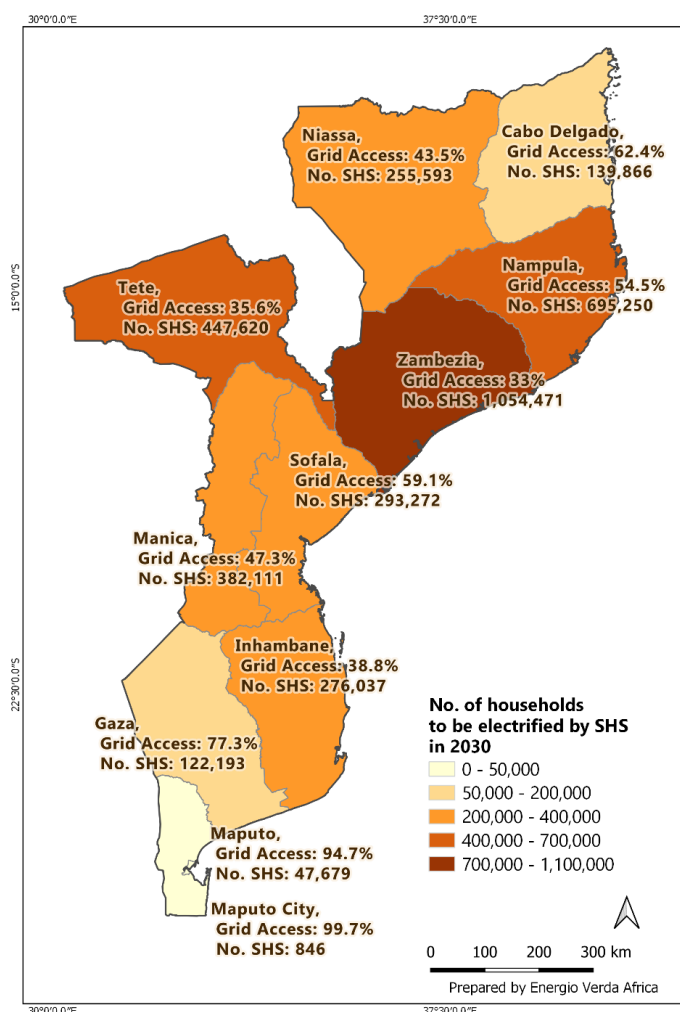 30°0'0.0"E
37°30'0.0"E
Niassa,
Grid Access: 43.5%
No. SHS: 255,593
Cabo Delgado,
Grid Access: 62.4%
No. SHS: 139,866
15°0'0.0"S
Tete,
Grid Access: 35.6%
No. SHS: 447,620
Nampula,
Grid Access: 54.5%
No. SHS: 695,250
Zambezia,
Grid Access: 33%
No. SHS: 1,054,471
Sofala,
Grid Access: 59.1%
No. SHS: 293,272
Manica,
Grid Access: 47.3%
No. SHS: 382,111
Inhambane,
Grid Access: 38.8%
No. SHS: 276,037
22°30'0.0"S
Gaza,
Grid Access: 77.3%
No. SHS: 122,193
Maputo,
Grid Access: 94.7%
No. SHS: 47,679
Maputo City,
Grid Access: 99.7%
No. SHS: 846
No. of households
to be electrified by SHS
in 2030
0 - 50,000
50,000 - 200,000
200,000 - 400,000
400,000 - 700,000
700,000 - 1,100,000
0 100 200 300 km
Prepared by Energio Verda Africa
30°0'0.0"E
37°30'0.0"E